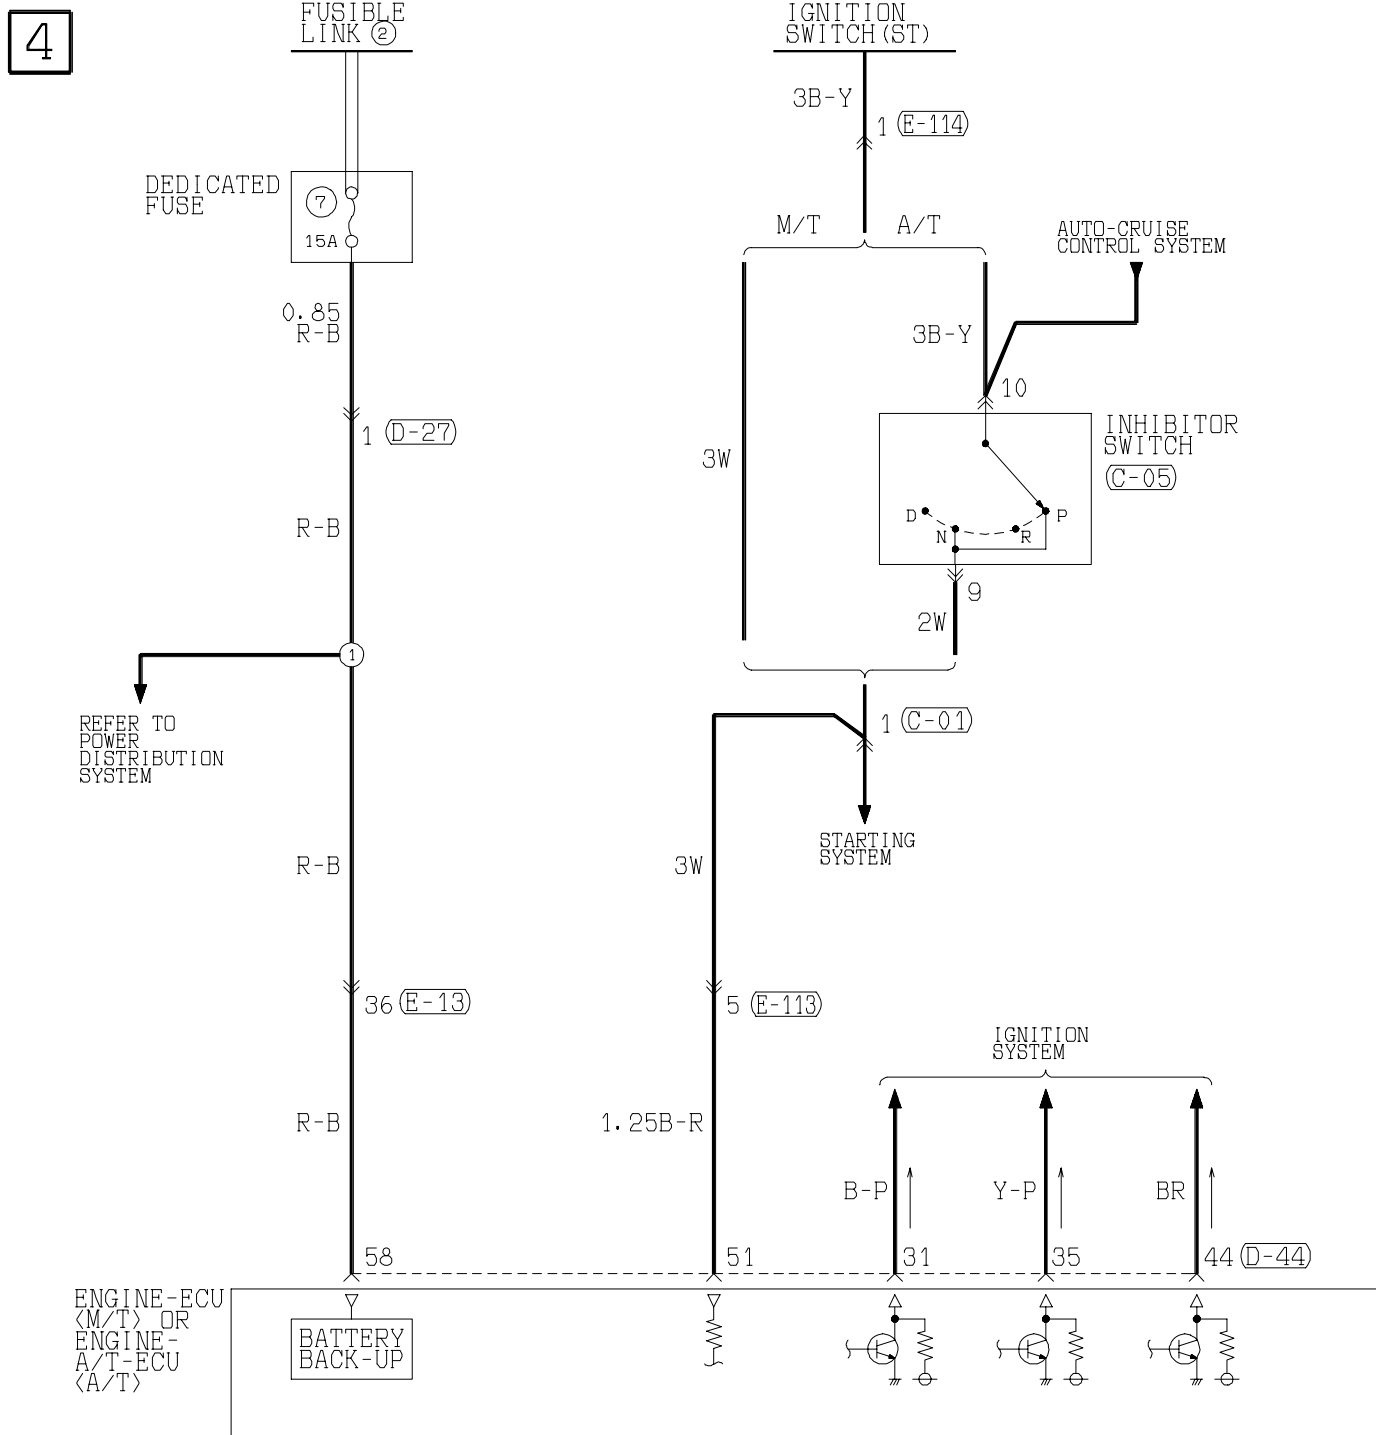 4
FUSIBLE
LINK ②
IGNITION
SWITCH(ST)
3B-Y
1 (E-114)
DEDICATED
FUSE
7
15A
M/T
A/T
AUTO-CRUISE
CONTROL SYSTEM
0.85
R-B
3B-Y
10
1 (D-27)
INHIBITOR
SWITCH
(C-05)
3W
D
N
R
P
R-B
9
2W
1
REFER TO
POWER
DISTRIBUTION
SYSTEM
1 (C-01)
STARTING
SYSTEM
R-B
3W
36 (E-13)
5 (E-113)
IGNITION
SYSTEM
R-B
1.25B-R
B-P
Y-P
BR
58
51
31
35
44 (D-44)
ENGINE-ECU
〈M/T〉 OR
ENGINE-
A/T-ECU
〈A/T〉
BATTERY
BACK-UP